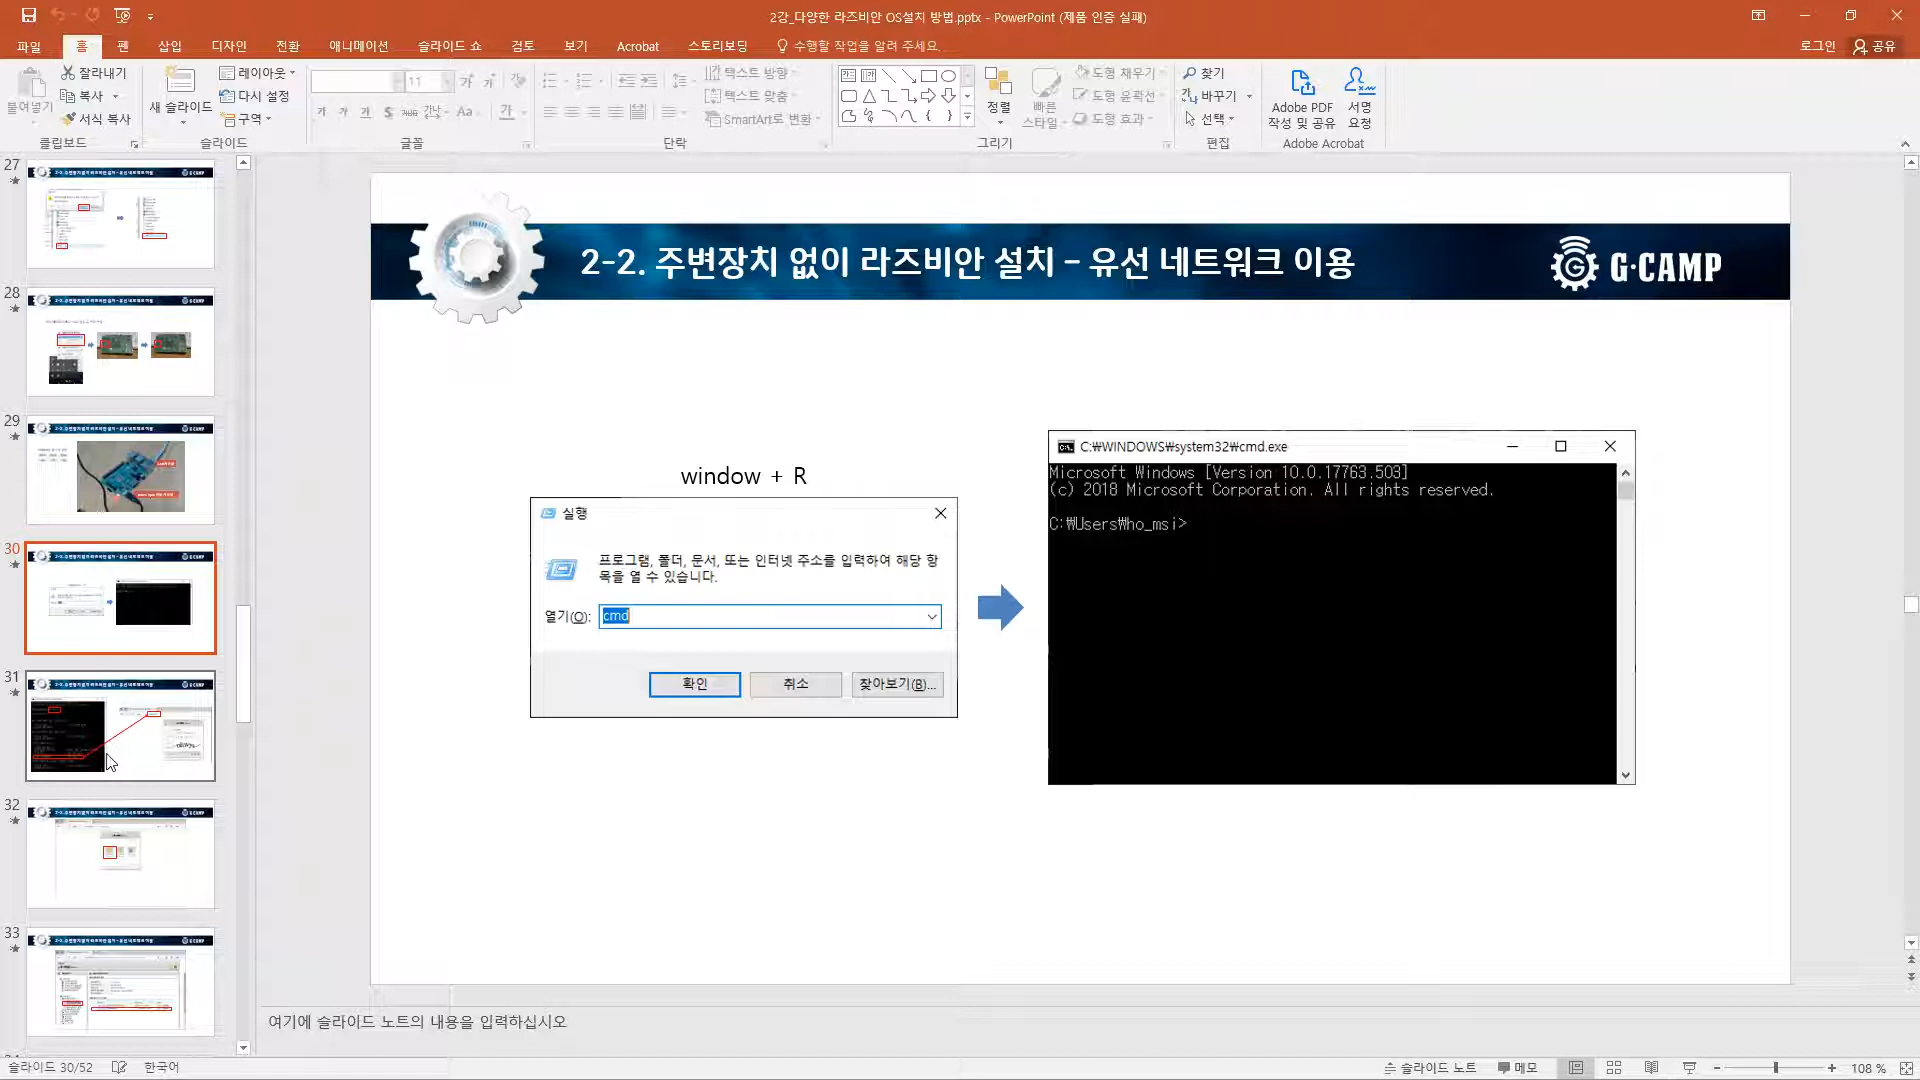 2강_다양한 라즈비안 OS설치 방법.pptx - PowerPoint (제품 인증 실패)
파일 홈 펜 삽입 디자인 전환 애니메이션 슬라이드 쇼 검토 보기 Acrobat 스토리보딩 수행할 작업을 알려 주세요. 로그인 공유
붙여넣기
잘라내기
복사
서식 복사
클립보드
새 슬라이드
레이아웃
다시 설정
구역
슬라이드
11
글꼴
텍스트 방향
텍스트 맞춤
SmartArt로 변환
단락
정렬
빠른 스타일
도형 채우기
도형 윤곽선
도형 효과
그리기
찾기
바꾸기
선택
편집
Adobe PDF 작성 및 공유
서명 요청
Adobe Acrobat
27
28
29
30
31
32
33
2-2. 주변장치 없이 라즈비안 설치 – 유선 네트워크 이용
G·CAMP
window + R
실행
프로그램, 폴더, 문서, 또는 인터넷 주소를 입력하여 해당 항
목을 열 수 있습니다.
열기(O): cmd
확인 취소 찾아보기(B)...
C:₩WINDOWS₩system32₩cmd.exe
Microsoft Windows [Version 10.0.17763.503]
(c) 2018 Microsoft Corporation. All rights reserved.
C:₩Users₩ho_msi>
여기에 슬라이드 노트의 내용을 입력하십시오
슬라이드 30/52 한국어 슬라이드 노트 메모 108 %